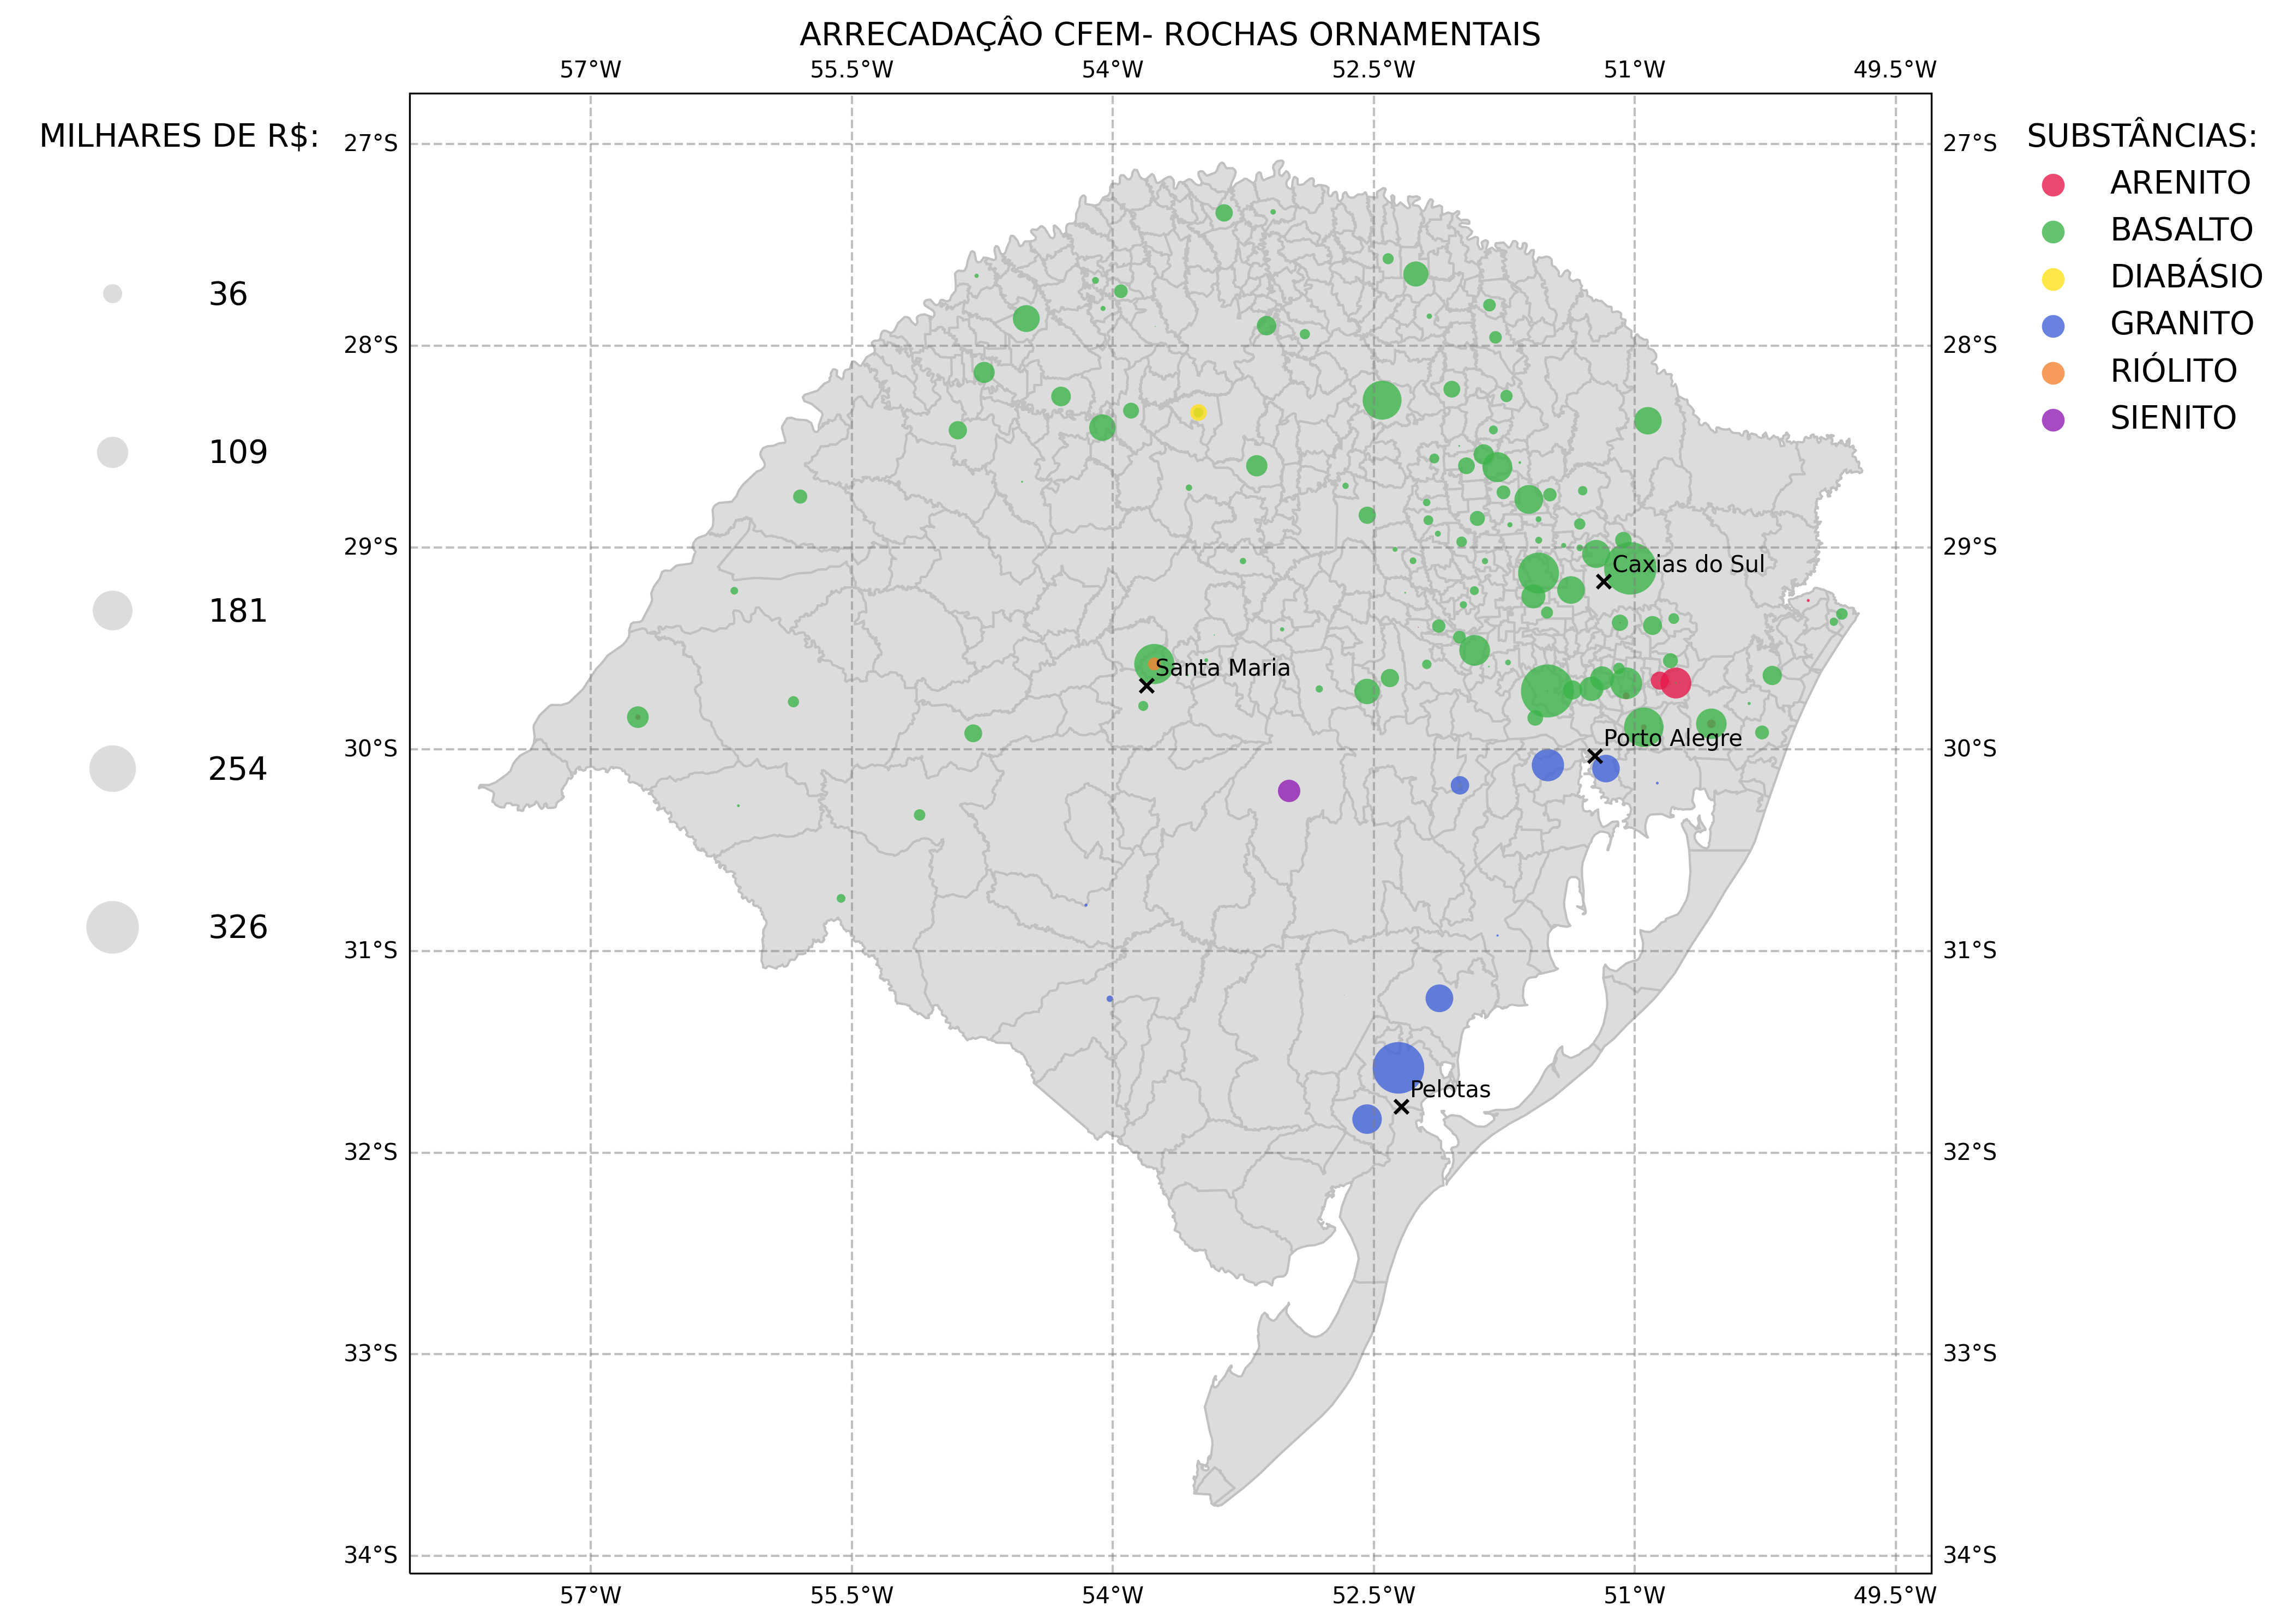 ARRECADAÇÂO CFEM- ROCHAS ORNAMENTAIS
57°W 55.5°W 54°W 52.5°W 51°W 49.5°W
MILHARES DE R$:
36
109
181
254
326
27°S
28°S
29°S
30°S
31°S
32°S
33°S
34°S
Caxias do Sul
Santa Maria
Porto Alegre
Pelotas
27°S
28°S
29°S
30°S
31°S
32°S
33°S
34°S
SUBSTÂNCIAS:
ARENITO
BASALTO
DIABÁSIO
GRANITO
RIÓLITO
SIENITO
57°W 55.5°W 54°W 52.5°W 51°W 49.5°W